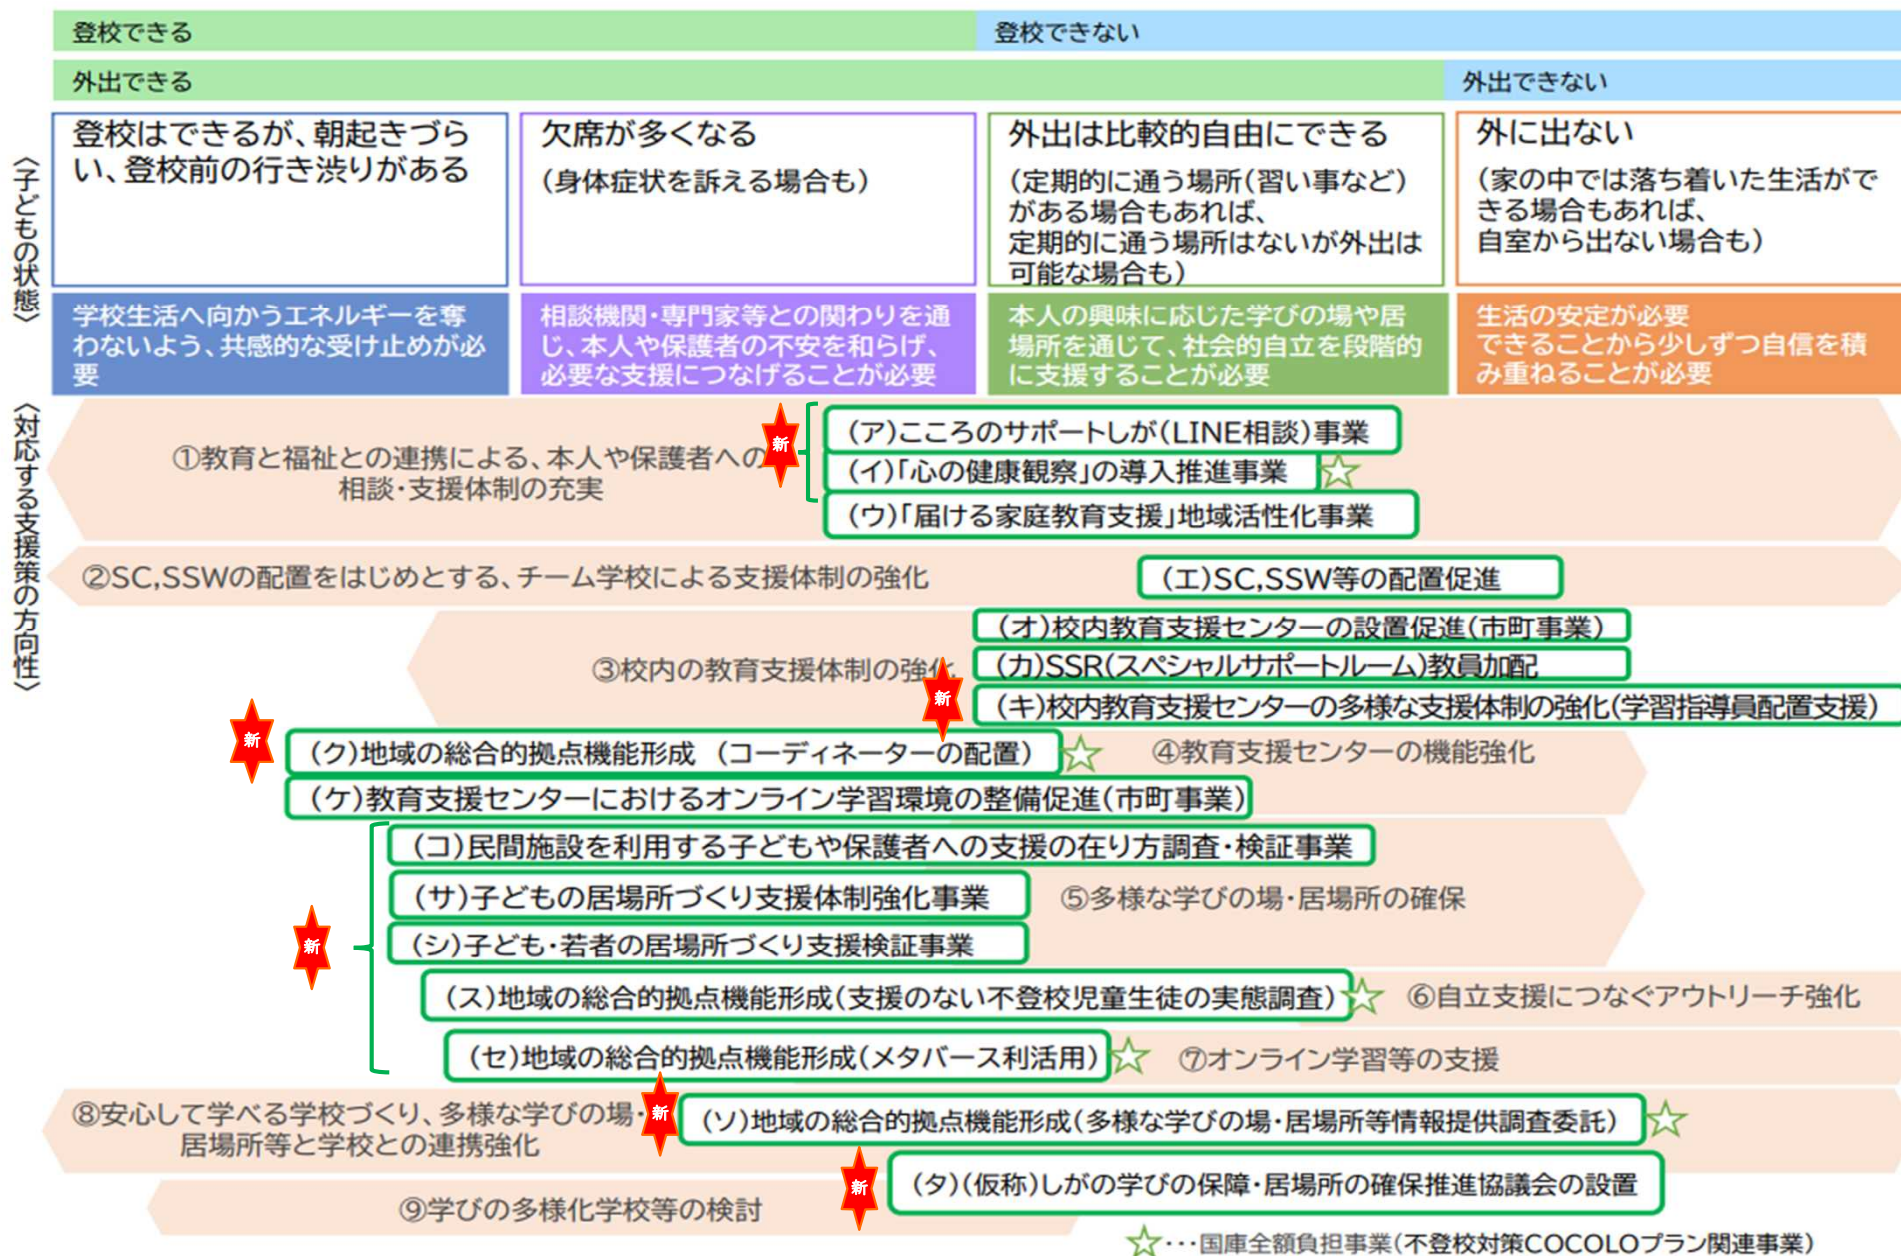 登校できる
登校できない
外出できる
外出できない
〈子どもの状態〉
登校はできるが、朝起きづら
い、登校前の行き渋りがある
欠席が多くなる
(身体症状を訴える場合も)
外出は比較的自由にできる
(定期的に通う場所(習い事など)
がある場合もあれば、
定期的に通う場所はないが外出は
可能な場合も)
外に出ない
(家の中では落ち着いた生活がで
きる場合もあれば、
自室から出ない場合も)
学校生活へ向かうエネルギーを奪
わないよう、共感的な受け止めが必
要
相談機関・専門家等との関わりを通
じ、本人や保護者の不安を和らげ、
必要な支援につなげることが必要
本人の興味に応じた学びの場や居
場所を通じて、社会的自立を段階的
に支援することが必要
生活の安定が必要
できることから少しずつ自信を積
み重ねることが必要
〈対応する支援策の方向性〉
①教育と福祉との連携による、本人や保護者への
相談・支援体制の充実
新
(ア)こころのサポートしが(LINE相談)事業
(イ)「心の健康観察」の導入推進事業
(ウ)「届ける家庭教育支援」地域活性化事業
②SC,SSWの配置をはじめとする、チーム学校による支援体制の強化
(エ)SC,SSW等の配置促進
③校内の教育支援体制の強化
(オ)校内教育支援センターの設置促進(市町事業)
(カ)SSR(スペシャルサポートルーム)教員加配
新
(キ)校内教育支援センターの多様な支援体制の強化(学習指導員配置支援)
新
(ク)地域の総合的拠点機能形成 (コーディネーターの配置)
④教育支援センターの機能強化
(ケ)教育支援センターにおけるオンライン学習環境の整備促進(市町事業)
新
(コ)民間施設を利用する子どもや保護者への支援の在り方調査・検証事業
(サ)子どもの居場所づくり支援体制強化事業
⑤多様な学びの場・居場所の確保
(シ)子ども・若者の居場所づくり支援検証事業
(ス)地域の総合的拠点機能形成(支援のない不登校児童生徒の実態調査)
⑥自立支援につなぐアウトリーチ強化
(セ)地域の総合的拠点機能形成(メタバース利活用)
⑦オンライン学習等の支援
⑧安心して学べる学校づくり、多様な学びの場・
居場所等と学校との連携強化
新
(ソ)地域の総合的拠点機能形成(多様な学びの場・居場所等情報提供調査委託)
新
(タ)(仮称)しがの学びの保障・居場所の確保推進協議会の設置
⑨学びの多様化学校等の検討
☆・・・国庫全額負担事業(不登校対策COCOLOプラン関連事業)